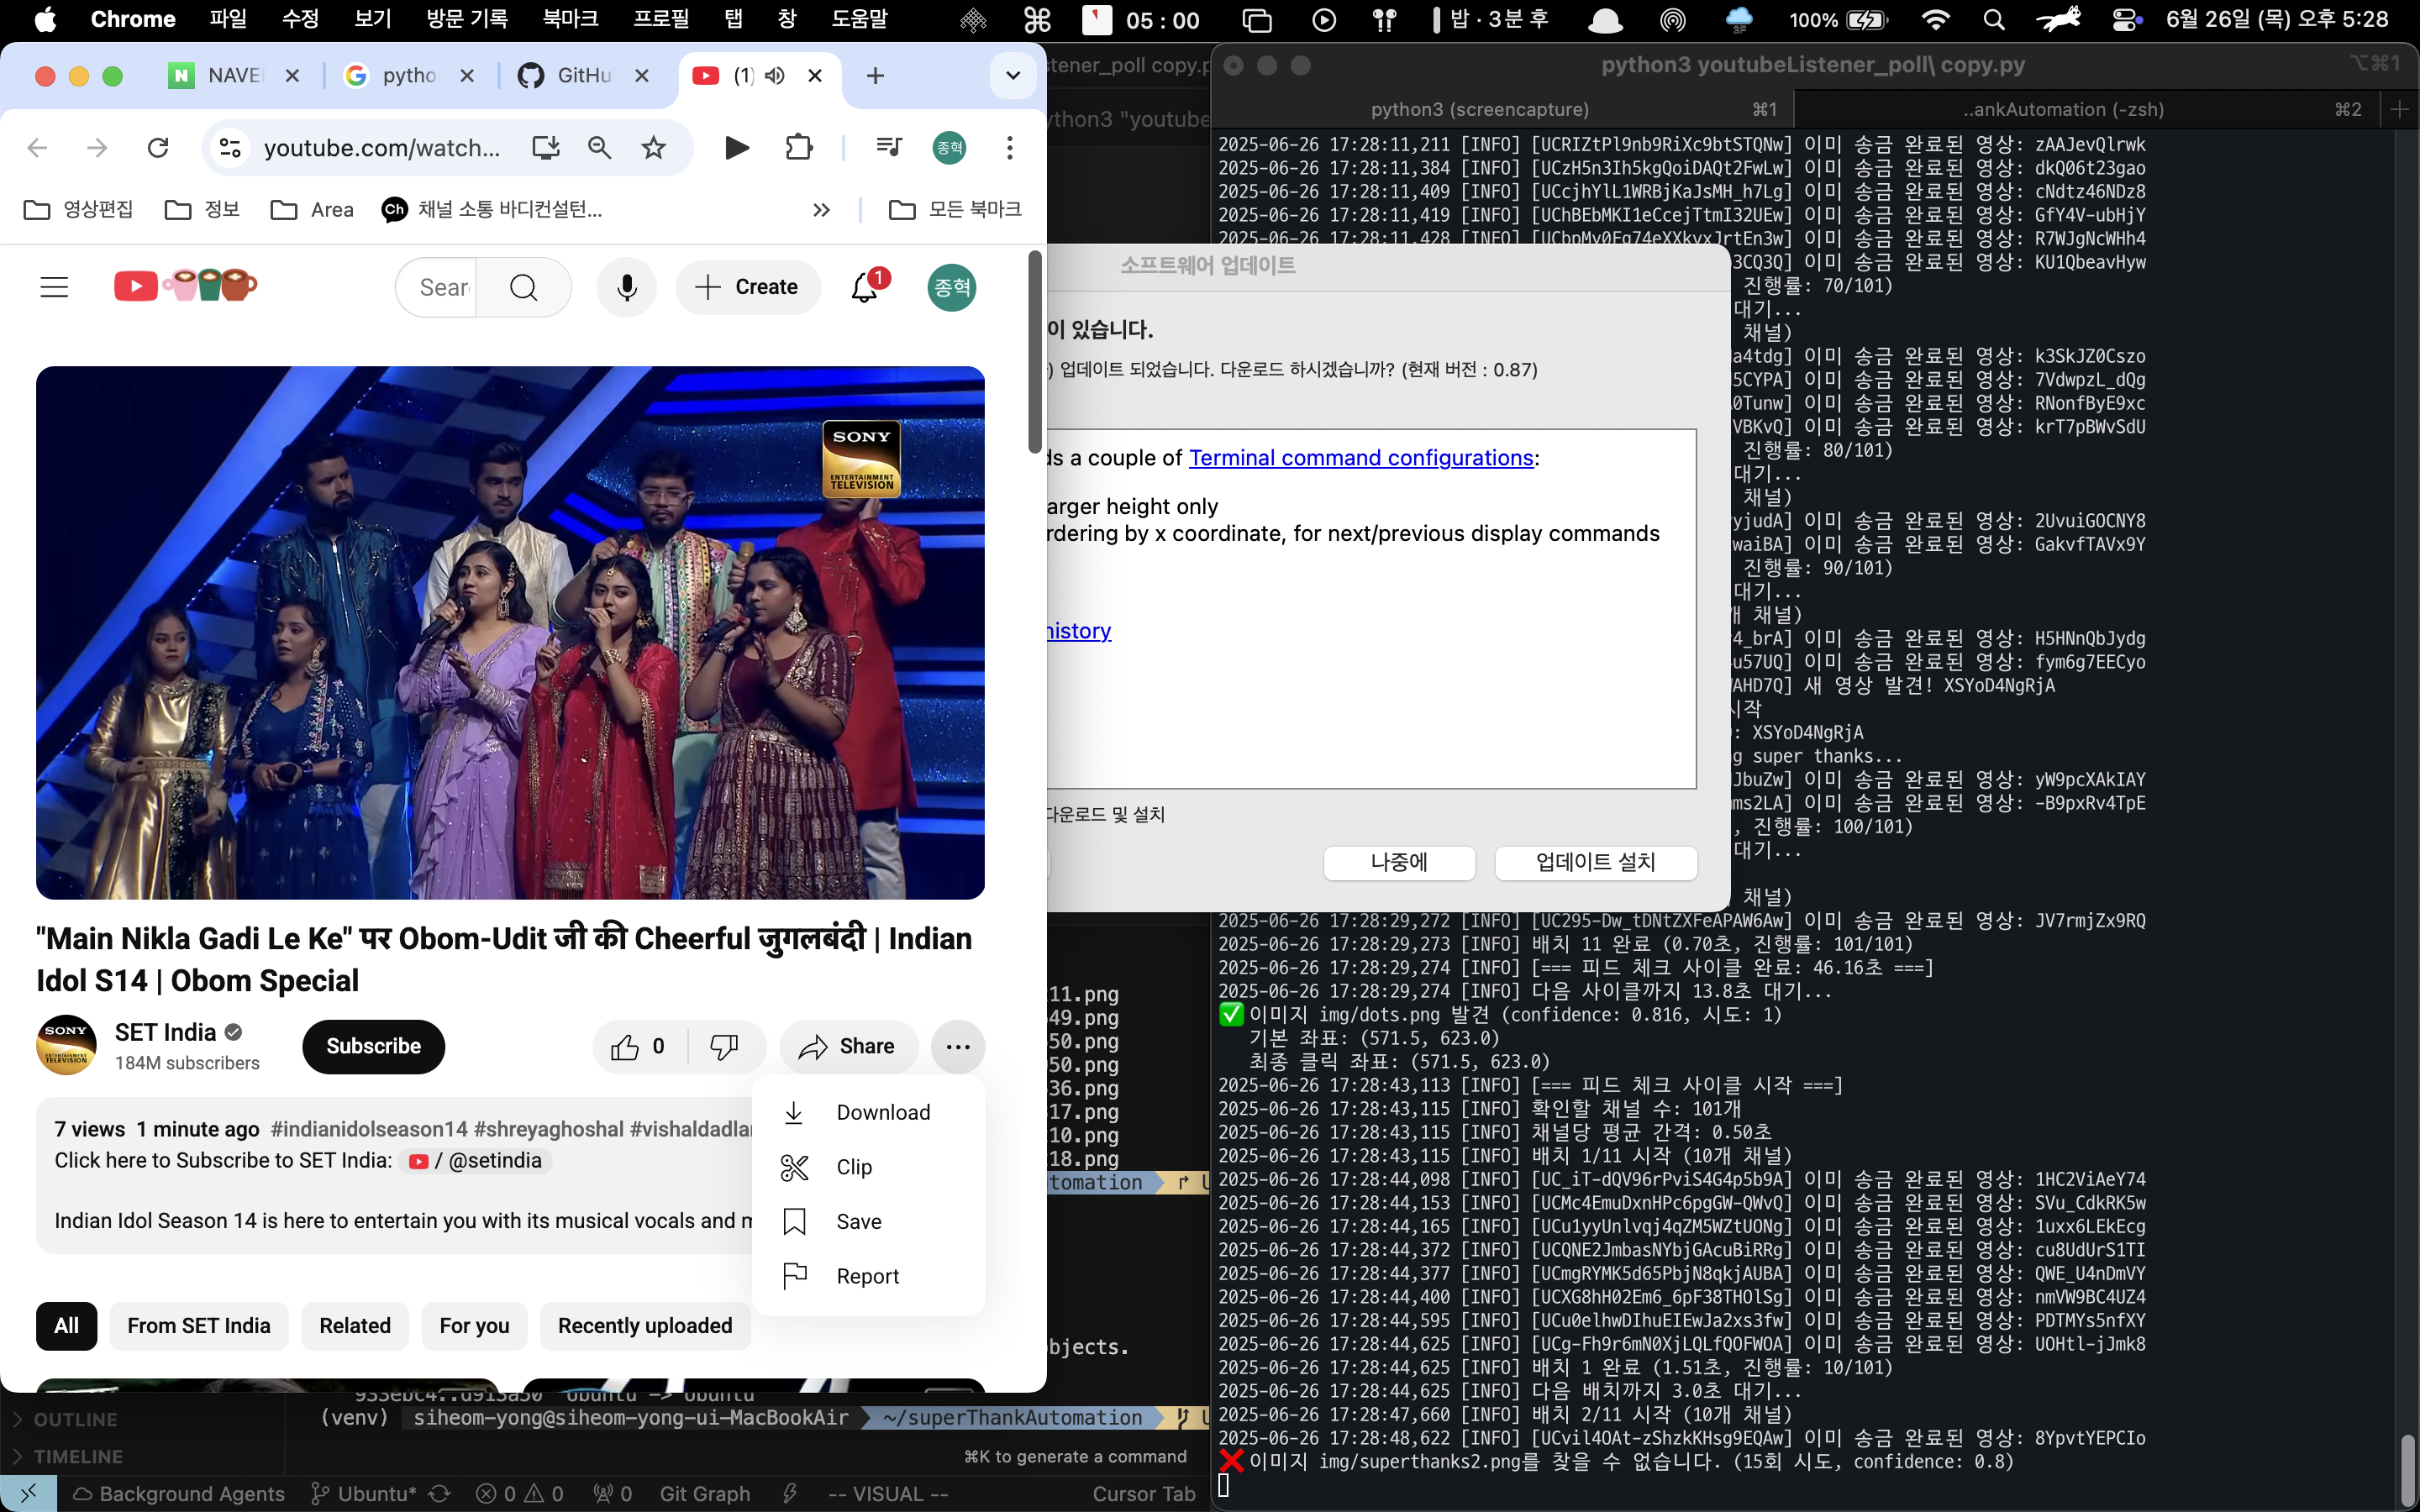 Chrome 파일 수정 보기 방문 기록 북마크 프로필 탭 창 도움말 05 : 00 밥 · 3분 후 100% 6월 26일 (목) 오후 5:28
NAVE pytho GitHu (1)
youtube.com/watch... 종혁
영상편집 정보 Area Ch 채널 소통 바디컨설턴... 모든 북마크
Sear Create 1 종혁
SONY
ENTERTAINMENT
TELEVISION
"Main Nikla Gadi Le Ke" पर Obom-Udit जी की Cheerful जुगलबंदी | Indian
Idol S14 | Obom Special
SONY
SET India
184M subscribers
Subscribe 0 Share
Download
Clip
Save
Report
7 views 1 minute ago #indianidolseason14 #shreyaghoshal #vishaldadlan
Click here to Subscribe to SET India: / @setindia
Indian Idol Season 14 is here to entertain you with its musical vocals and m
All From SET India Related For you Recently uploaded
stener_poll copy.p
ython3 "youtube
소프트웨어 업데이트
이 있습니다.
) 업데이트 되었습니다. 다운로드 하시겠습니까? (현재 버전 : 0.87)
ds a couple of Terminal command configurations:
arger height only
rdering by x coordinate, for next/previous display commands
history
다운로드 및 설치
나중에 업데이트 설치
11.png
49.png
50.png
50.png
36.png
17.png
10.png
18.png
tomation
bjects.
933ebc4..d913a50 Ubuntu -> Ubuntu
(venv) siheom-yong@siheom-yong-ui-MacBookAir ~/superThankAutomation
OUTLINE
TIMELINE
⌘K to generate a command
Background Agents Ubuntu* 0 0 0 Git Graph -- VISUAL -- Cursor Tab
python3 youtubeListener_poll\ copy.py ⌥⌘1
python3 (screencapture) ⌘1 ..ankAutomation (-zsh) ⌘2
2025-06-26 17:28:11,211 [INFO] [UCRIZtPl9nb9RiXc9btSTQNw] 이미 송금 완료된 영상: zAAJevQlrwk
2025-06-26 17:28:11,384 [INFO] [UCzH5n3Ih5kgQoiDAQt2FwLw] 이미 송금 완료된 영상: dkQ06t23gao
2025-06-26 17:28:11,409 [INFO] [UCcjhYlL1WRBjKaJsMH_h7Lg] 이미 송금 완료된 영상: cNdtz46NDz8
2025-06-26 17:28:11,419 [INFO] [UChBEbMKI1eCcejTtmI32UEw] 이미 송금 완료된 영상: GfY4V-ubHjY
2025-06-26 17:28:11,428 [INFO] [UCbpMy0Fg74eXXkvxJrtEn3w] 이미 송금 완료된 영상: R7WJgNcWHh4
3CQ3Q] 이미 송금 완료된 영상: KU1QbeavHyw
진행률: 70/101)
대기...
채널)
a4tdg] 이미 송금 완료된 영상: k3SkJZ0Cszo
5CYPA] 이미 송금 완료된 영상: 7VdwpzL_dQg
0Tunw] 이미 송금 완료된 영상: RNonfByE9xc
VBKvQ] 이미 송금 완료된 영상: krT7pBWvSdU
진행률: 80/101)
대기...
채널)
yjudA] 이미 송금 완료된 영상: 2UvuiGOCNY8
waiBA] 이미 송금 완료된 영상: GakvfTAVx9Y
진행률: 90/101)
대기...
개 채널)
4_brA] 이미 송금 완료된 영상: H5HNnQbJydg
u57UQ] 이미 송금 완료된 영상: fym6g7EECyo
AHD7Q] 새 영상 발견! XSYoD4NgRjA
시작
: XSYoD4NgRjA
g super thanks...
JbuZw] 이미 송금 완료된 영상: yW9pcXAkIAY
ms2LA] 이미 송금 완료된 영상: -B9pxRv4TpE
, 진행률: 100/101)
대기...
채널)
2025-06-26 17:28:29,272 [INFO] [UC295-Dw_tDNtZXFeAPAW6Aw] 이미 송금 완료된 영상: JV7rmjZx9RQ
2025-06-26 17:28:29,273 [INFO] 배치 11 완료 (0.70초, 진행률: 101/101)
2025-06-26 17:28:29,274 [INFO] [=== 피드 체크 사이클 완료: 46.16초 ===]
2025-06-26 17:28:29,274 [INFO] 다음 사이클까지 13.8초 대기...
✅ 이미지 img/dots.png 발견 (confidence: 0.816, 시도: 1)
기본 좌표: (571.5, 623.0)
최종 클릭 좌표: (571.5, 623.0)
2025-06-26 17:28:43,113 [INFO] [=== 피드 체크 사이클 시작 ===]
2025-06-26 17:28:43,115 [INFO] 확인할 채널 수: 101개
2025-06-26 17:28:43,115 [INFO] 채널당 평균 간격: 0.50초
2025-06-26 17:28:43,115 [INFO] 배치 1/11 시작 (10개 채널)
2025-06-26 17:28:44,098 [INFO] [UC_iT-dQV96rPviS4G4p5b9A] 이미 송금 완료된 영상: 1HC2ViAeY74
2025-06-26 17:28:44,153 [INFO] [UCMc4EmuDxnHPc6pgGW-QWvQ] 이미 송금 완료된 영상: SVu_CdkRK5w
2025-06-26 17:28:44,165 [INFO] [UCu1yyUnlvqj4qZM5WZtUONg] 이미 송금 완료된 영상: 1uxx6LEkEcg
2025-06-26 17:28:44,372 [INFO] [UCQNE2JmbasNYbjGAcuBiRRg] 이미 송금 완료된 영상: cu8UdUrS1TI
2025-06-26 17:28:44,377 [INFO] [UCmgRYMK5d65PbjN8qkjAUBA] 이미 송금 완료된 영상: QWE_U4nDmVY
2025-06-26 17:28:44,400 [INFO] [UCXG8hH02Em6_6pF38THOlSg] 이미 송금 완료된 영상: nmVW9BC4UZ4
2025-06-26 17:28:44,595 [INFO] [UCu0elhwDIhuEIEwJa2xs3fw] 이미 송금 완료된 영상: PDTMYs5nfXY
2025-06-26 17:28:44,625 [INFO] [UCg-Fh9r6mN0XjLQLfQOFWOA] 이미 송금 완료된 영상: UOHtl-jJmk8
2025-06-26 17:28:44,625 [INFO] 배치 1 완료 (1.51초, 진행률: 10/101)
2025-06-26 17:28:44,625 [INFO] 다음 배치까지 3.0초 대기...
2025-06-26 17:28:47,660 [INFO] 배치 2/11 시작 (10개 채널)
2025-06-26 17:28:48,622 [INFO] [UCvil4OAt-zShzkKHsg9EQAw] 이미 송금 완료된 영상: 8YpvtYEPCIo
❌ 이미지 img/superthanks2.png를 찾을 수 없습니다. (15회 시도, confidence: 0.8)